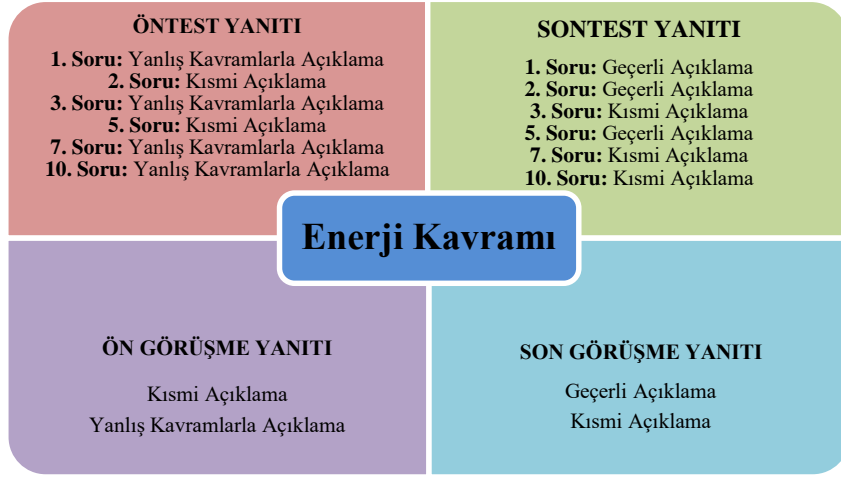 ÖNTEST YANITI
1. Soru: Yanlış Kavramlarla Açıklama
2. Soru: Kısmi Açıklama
3. Soru: Yanlış Kavramlarla Açıklama
5. Soru: Kısmi Açıklama
7. Soru: Yanlış Kavramlarla Açıklama
10. Soru: Yanlış Kavramlarla Açıklama
SONTEST YANITI
1. Soru: Geçerli Açıklama
2. Soru: Geçerli Açıklama
3. Soru: Kısmi Açıklama
5. Soru: Geçerli Açıklama
7. Soru: Kısmi Açıklama
10. Soru: Kısmi Açıklama
Enerji Kavramı
ÖN GÖRÜŞME YANITI
Kısmi Açıklama
Yanlış Kavramlarla Açıklama
SON GÖRÜŞME YANITI
Geçerli Açıklama
Kısmi Açıklama